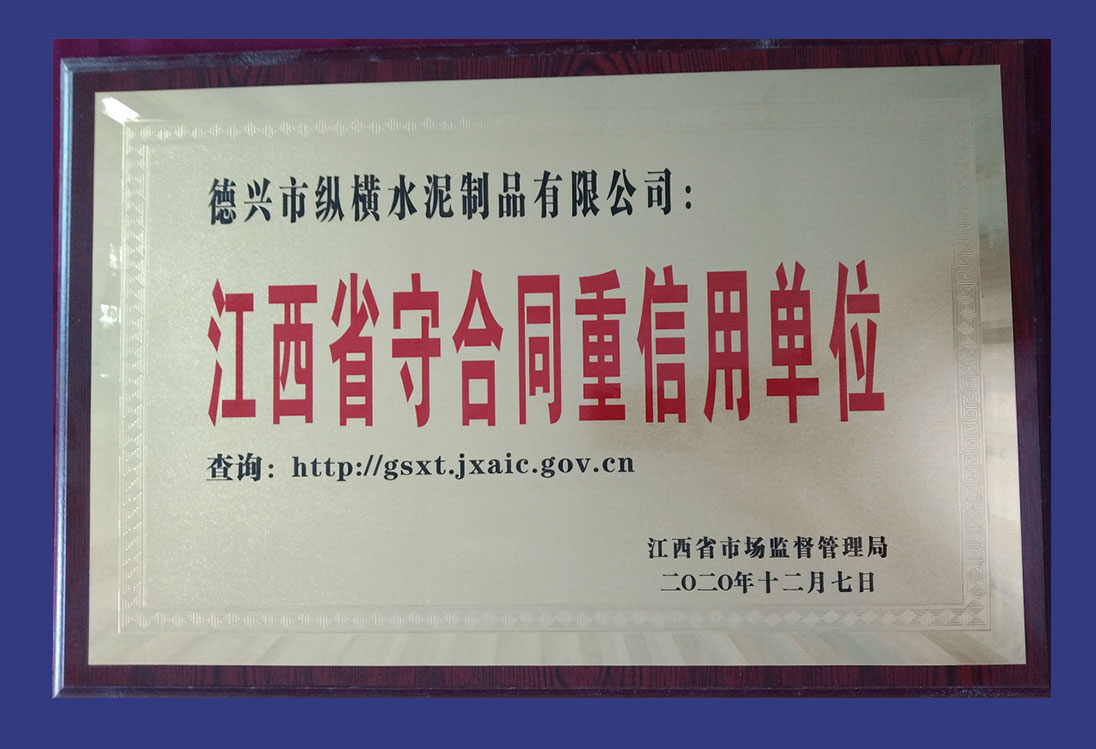 德兴市纵横水泥制品有限公司：
江西省守合同重信用单位
查询：http://gsxt.jxaic.gov.cn
江西省市场监督管理局
二〇二〇年十二月七日